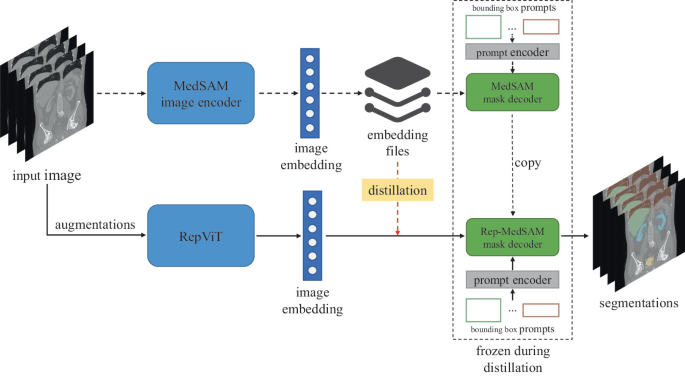 bounding box prompts
...
prompt encoder
MedSAM
image encoder
MedSAM
mask decoder
input image
image
embedding
embedding
files
copy
distillation
augmentations
RepViT
Rep-MedSAM
mask decoder
image
embedding
prompt encoder
...
bounding box prompts
segmentations
frozen during
distillation